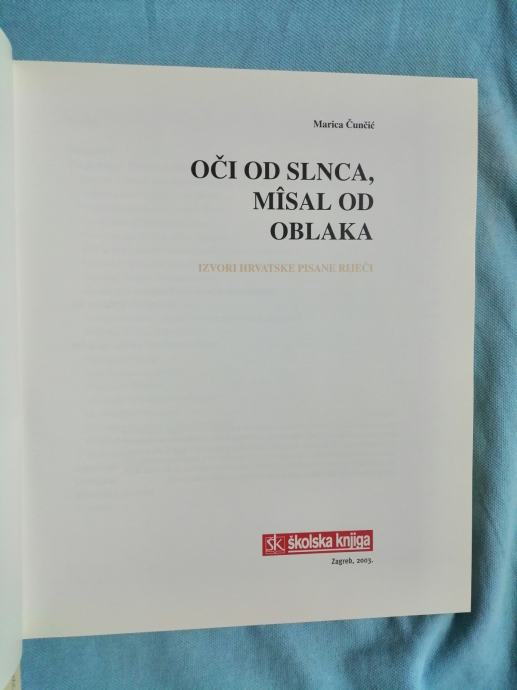 Marica Čunčić
OČI OD SLNCA,
MÎSAL OD
OBLAKA
IZVORI HRVATSKE PISANE RIJEČI
ŠK školska knjiga
Zagreb, 2003.